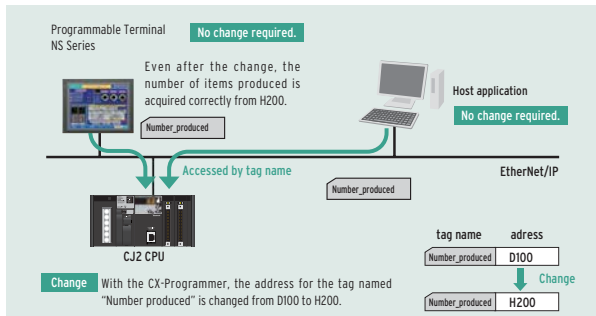 Programmable Terminal
NS Series
No change required.
Even after the change, the
number of items produced is
acquired correctly from H200.
Number_produced
Host application
No change required.
Accessed by tag name
EtherNet/IP
Number_produced
CJ2 CPU
tag name adress
Number_produced D100
Change
Number_produced H200
Change With the CX-Programmer, the address for the tag named
“Number produced” is changed from D100 to H200.